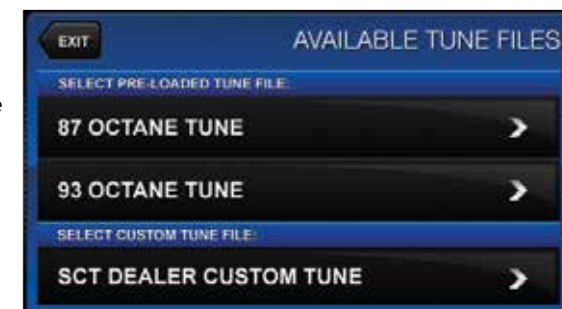 EXIT
AVAILABLE TUNE FILES
SELECT PRE-LOADED TUNE FILE:
87 OCTANE TUNE
93 OCTANE TUNE
SELECT CUSTOM TUNE FILE:
SCT DEALER CUSTOM TUNE